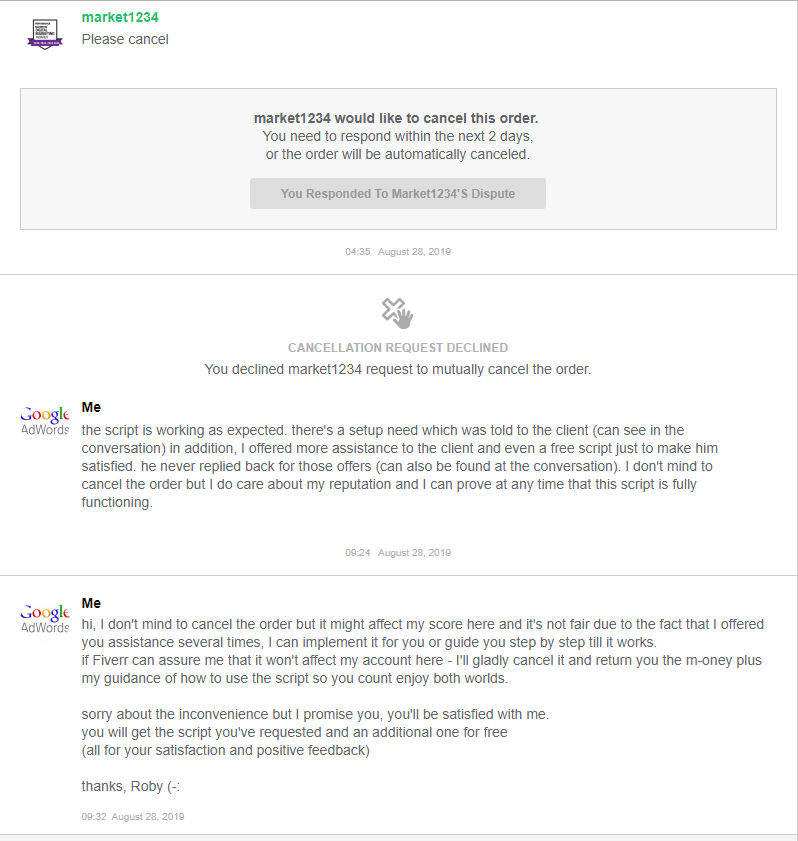 market1234
Please cancel
market1234 would like to cancel this order.
You need to respond within the next 2 days,
or the order will be automatically canceled.
You Responded To Market1234'S Dispute
04:35 August 28, 2019
CANCELLATION REQUEST DECLINED
You declined market1234 request to mutually cancel the order.
Google
AdWords
Me
the script is working as expected. there's a setup need which was told to the client (can see in the
conversation) in addition, I offered more assistance to the client and even a free script just to make him
satisfied. he never replied back for those offers (can also be found at the conversation). I don't mind to
cancel the order but I do care about my reputation and I can prove at any time that this script is fully
functioning.
09:24 August 28, 2019
Google
AdWords
Me
hi, I don't mind to cancel the order but it might affect my score here and it's not fair due to the fact that I offered
you assistance several times, I can implement it for you or guide you step by step till it works.
if Fiverr can assure me that it won't affect my account here - I'll gladly cancel it and return you the m-oney plus
my guidance of how to use the script so you count enjoy both worlds.
sorry about the inconvenience but I promise you, you'll be satisfied with me.
you will get the script you've requested and an additional one for free
(all for your satisfaction and positive feedback)
thanks, Roby (-:
09:32 August 28, 2019